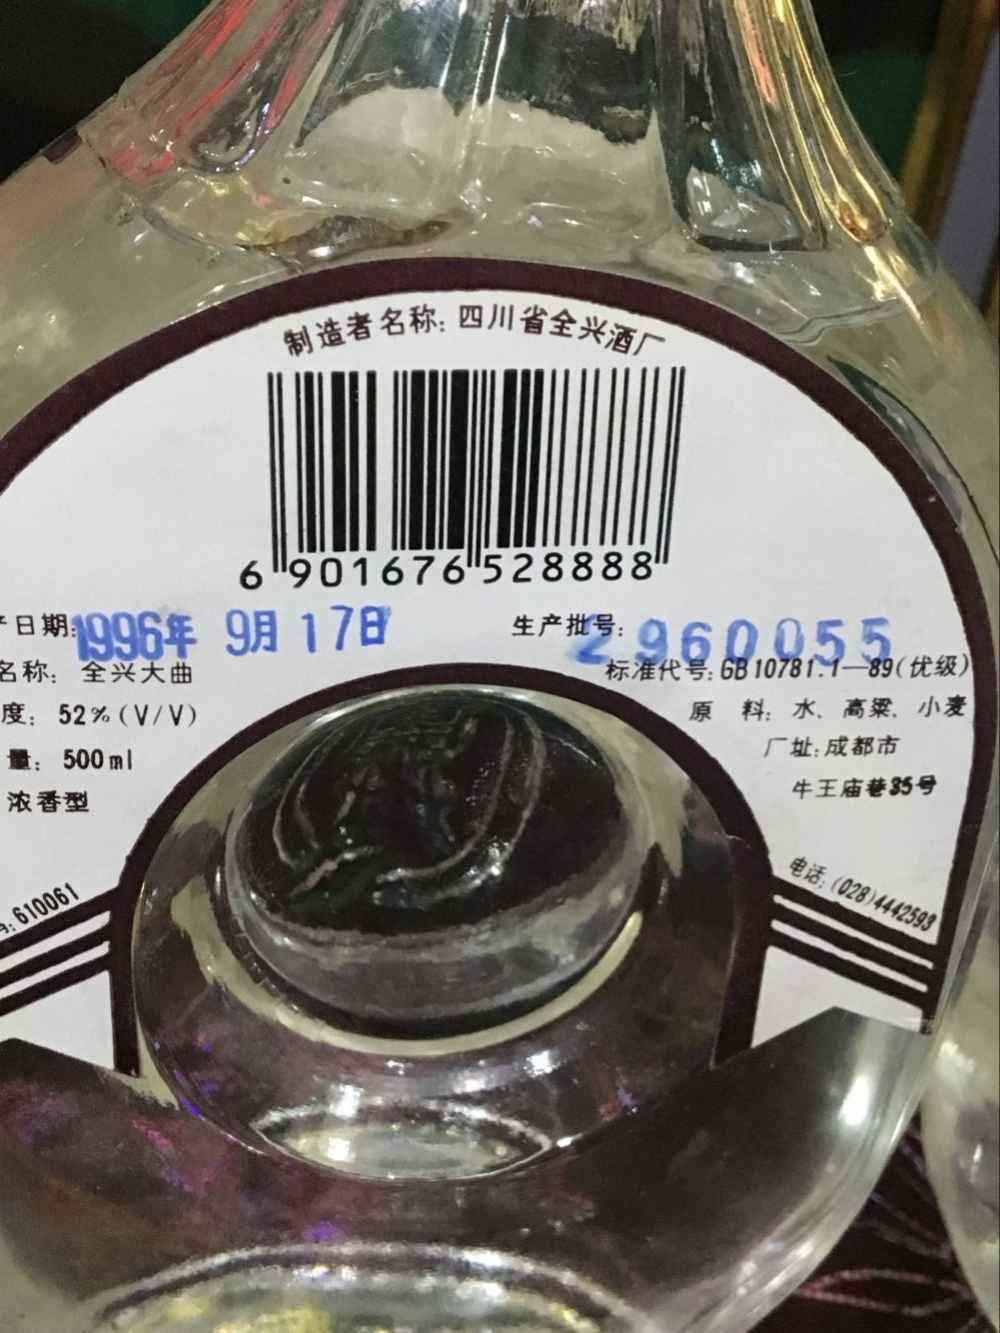 制造者名称: 四川省全兴酒厂
6 901676 528888
产日期: 1996年 9月 17日
生产批号: 2960055
名称: 全兴大曲
标准代号: GB10781.1—89(优级)
度: 52%(V/V)
原 料: 水、高粱、小麦
量: 500ml
厂址: 成都市
浓香型
牛王庙巷35号
电话: (028)4442593
号: 610061